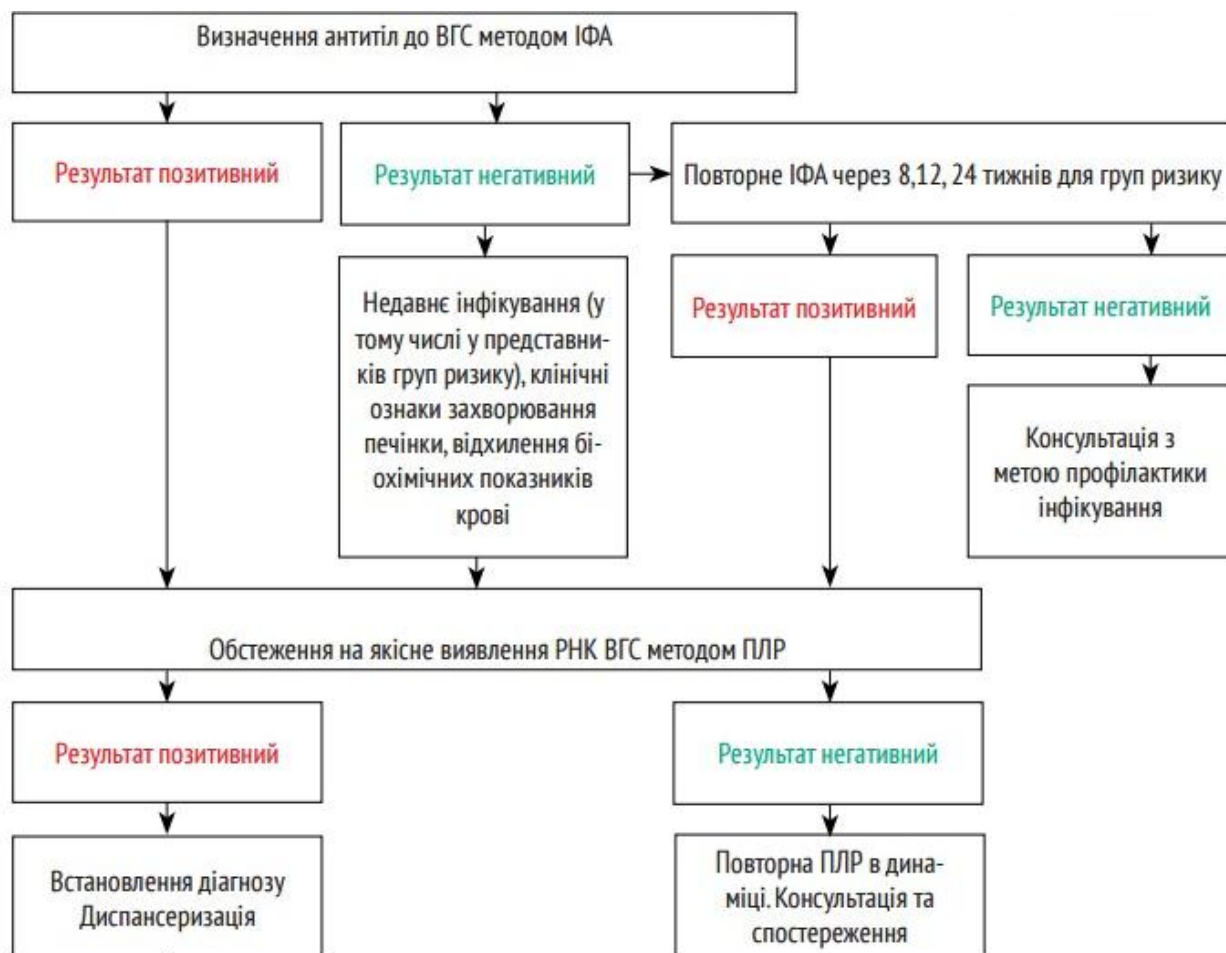 Визначення антитіл до ВГС методом ІФА
Результат позитивний
Результат негативний
Повторне ІФА через 8,12, 24 тижнів для груп ризику
Недавнє інфікування (у
тому числі у представни-
ків груп ризику), клінічні
ознаки захворювання
печінки, відхилення бі-
охімічних показників
крові
Результат позитивний
Результат негативний
Консультація з
метою профілактики
інфікування
Обстеження на якісне виявлення РНК ВГС методом ПЛР
Результат позитивний
Результат негативний
Встановлення діагнозу
Диспансеризація
Повторна ПЛР в дина-
міці. Консультація та
спостереження